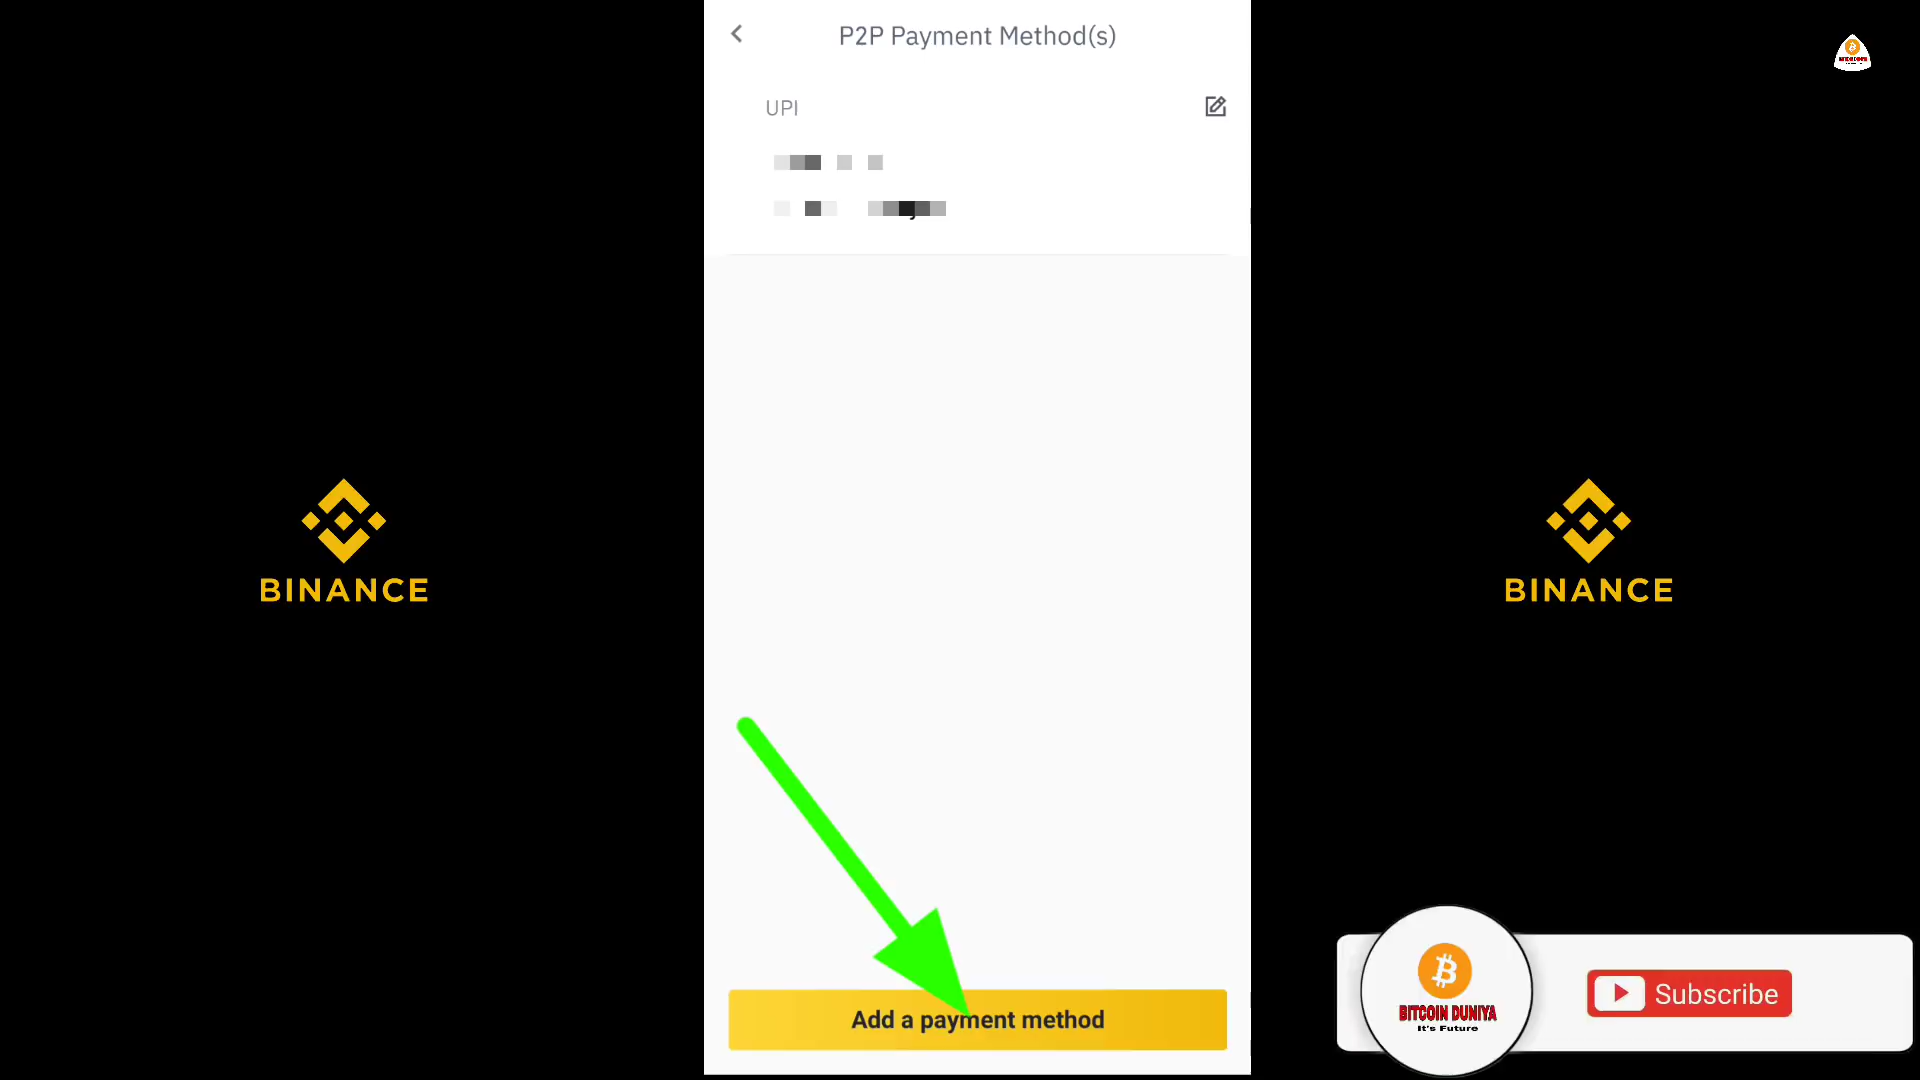 P2P Payment Method(s)
UPI
BINANCE
BINANCE
Add a payment method
BITCOIN DUNIYA
It's Future
Subscribe